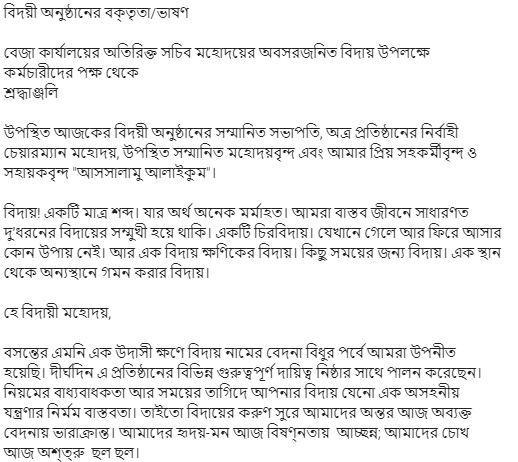 বিদয়ী অনুষ্ঠানের বক্তৃতা/ভাষণ
বেজা কার্যালয়ের অতিরিক্ত সচিব মহোদয়ের অবসরজনিত বিদায় উপলক্ষে
কর্মচারীদের পক্ষ থেকে
শ্রদ্ধাঞ্জলি
উপস্থিত আজকের বিদয়ী অনুষ্ঠানের সম্মানিত সভাপতি, অত্র প্রতিষ্ঠানের নির্বাহী
চেয়ারম্যান মহোদয়, উপস্থিত সম্মানিত মহোদয়বৃন্দ এবং আমার প্রিয় সহকর্মীবৃন্দ ও
সহায়কবৃন্দ "আসসালামু আলাইকুম"।
বিদায়! একটি মাত্র শব্দ। যার অর্থ অনেক মর্মাহত। আমরা বাস্তব জীবনে সাধারণত
দু'ধরনের বিদায়ের সম্মুখী হয়ে থাকি। একটি চিরবিদায়। যেখানে গেলে আর ফিরে আসার
কোন উপায় নেই। আর এক বিদায় ক্ষণিকের বিদায়। কিছু সময়ের জন্য বিদায়। এক স্থান
থেকে অন্যস্থানে গমন করার বিদায়।
হে বিদায়ী মহোদয়,
বসন্তের এমনি এক উদাসী ক্ষণে বিদায় নামের বেদনা বিধুর পর্বে আমরা উপনীত
হয়েছি। দীর্ঘদিন এ প্রতিষ্ঠানের বিভিন্ন গুরুত্বপূর্ণ দায়িত্ব নিষ্ঠার সাথে পালন করেছেন।
নিয়মের বাধ্যবাধকতা আর সময়ের তাগিদে আপনার বিদায় যেনো এক অসহনীয়
যন্ত্রণার নির্মম বাস্তবতা। তাইতো বিদায়ের করুণ সুরে আমাদের অন্তর আজ অব্যক্ত
বেদনায় ভারাক্রান্ত। আমাদের হৃদয়-মন আজ বিষণ্নতায় আচ্ছন্ন; আমাদের চোখ
আজ অশ্ত্রু ছল ছল।